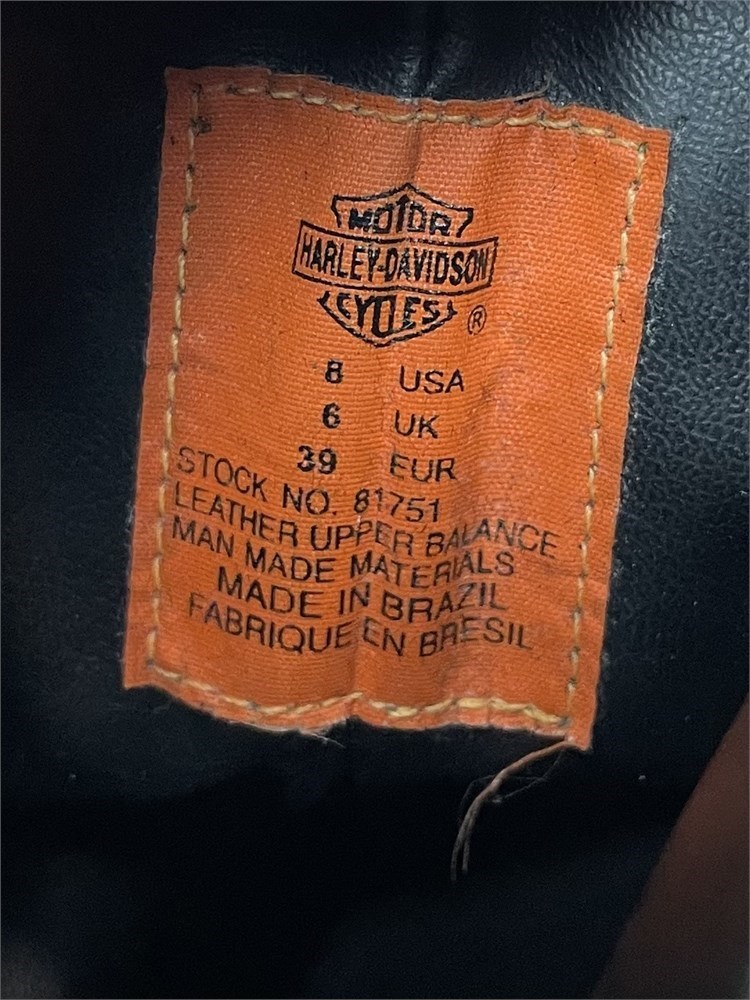 MOTOR
HARLEY-DAVIDSON
CYCLES ®
8 USA
6 UK
39 EUR
STOCK NO. 81751
LEATHER UPPER BALANCE
MAN MADE MATERIALS
MADE IN BRAZIL
FABRIQUE EN BRESIL